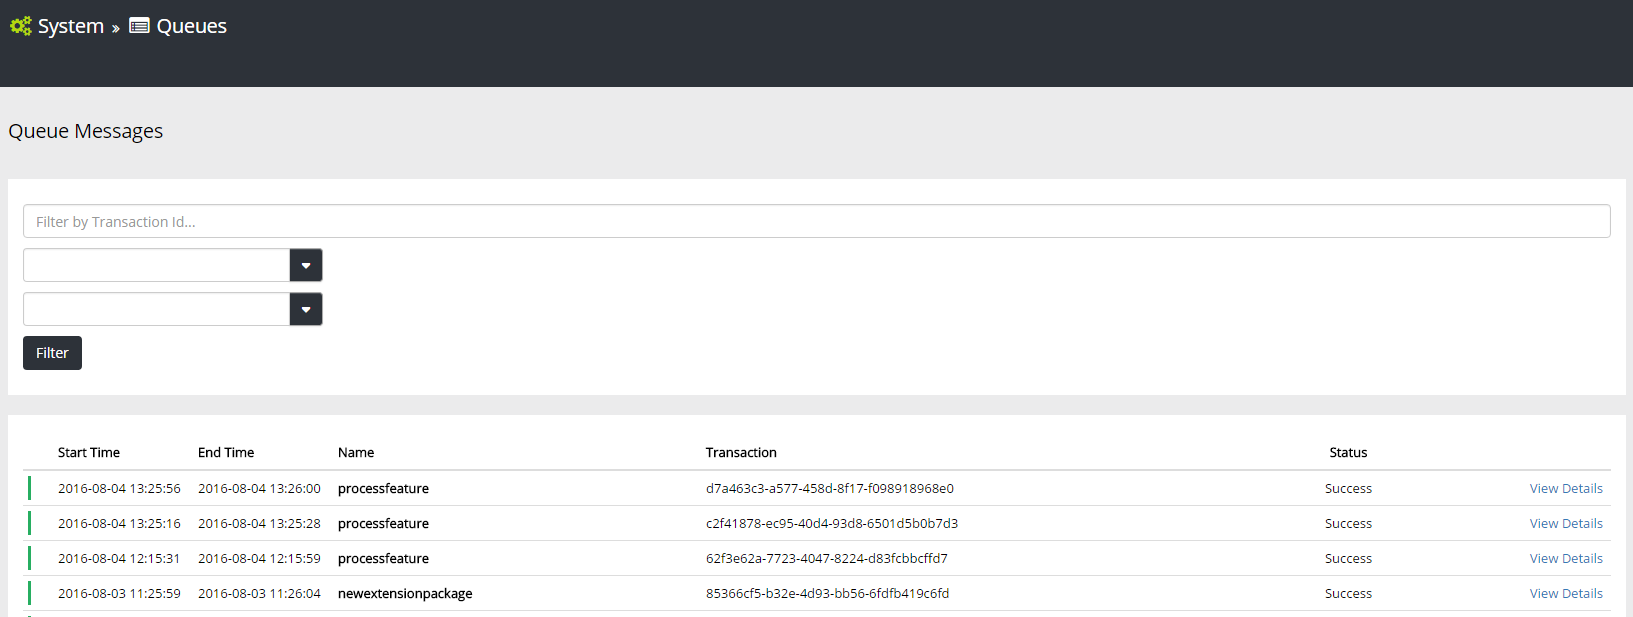 System » Queues
Queue Messages
Filter by Transaction Id...
Filter
Start Time End Time Name Transaction Status
2016-08-04 13:25:56 2016-08-04 13:26:00 processfeature d7a463c3-a577-458d-8f17-f098918968e0 Success View Details
2016-08-04 13:25:16 2016-08-04 13:25:28 processfeature c2f41878-ec95-40d4-93d8-6501d5b0b7d3 Success View Details
2016-08-04 12:15:31 2016-08-04 12:15:59 processfeature 62f3e62a-7723-4047-8224-d83fcbbcffd7 Success View Details
2016-08-03 11:25:59 2016-08-03 11:26:04 newextensionpackage 85366cf5-b32e-4d93-bb56-6fdfb419c6fd Success View Details